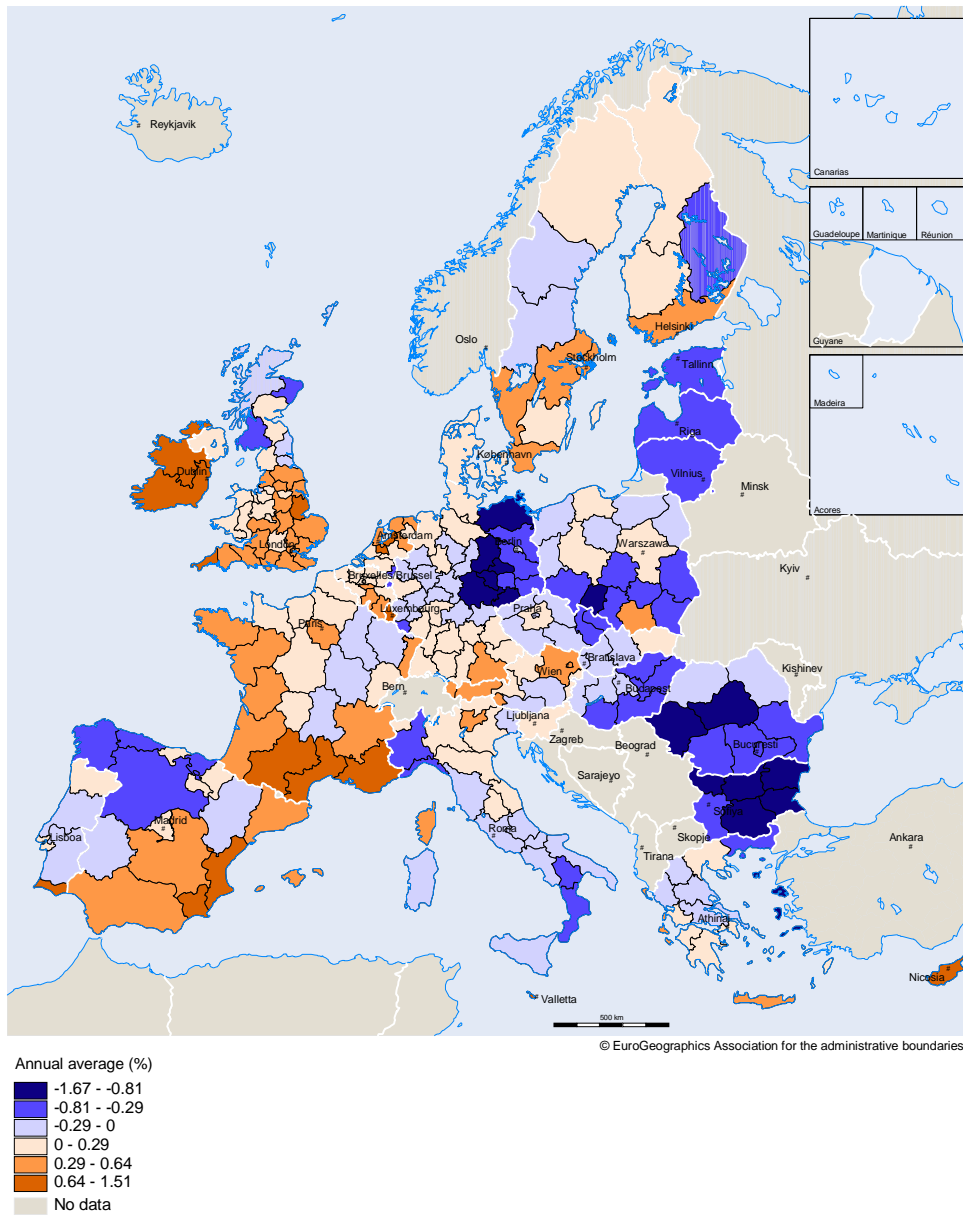 Reykjavik
Canarias
Guadeloupe
Martinique
Réunion
Guyane
Oslo
Helsinki
Stockholm
Tallinn
Madeira
Riga
Dublin
København
Vilnius
Minsk
Acores
London
Amsterdam
Berlin
Warszawa
Bruxelles/Brussel
Kyiv
Luxembourg
Praha
Paris
Bratislava
Wien
Kishinev
Bern
Budapest
Ljubljana
Zagreb
Beograd
Bucuresti
Sarajevo
Madrid
Lisboa
Roma
Sofiya
Skopje
Tirana
Ankara
Athinai
Nicosia
Valletta
500 km
© EuroGeographics Association for the administrative boundaries
Annual average (%)
-1.67 - -0.81
-0.81 - -0.29
-0.29 - 0
0 - 0.29
0.29 - 0.64
0.64 - 1.51
No data